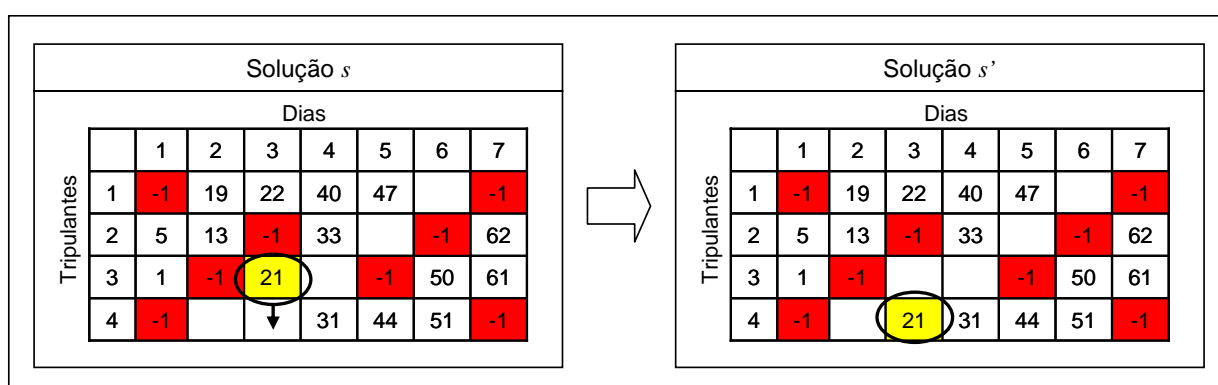 Solução s
Dias
Tripulantes
1 2 3 4 5 6 7
1 -1 19 22 40 47 -1
2 5 13 -1 33 -1 62
3 1 -1 21 -1 50 61
4 -1 31 44 51 -1
Solução s’
Dias
Tripulantes
1 2 3 4 5 6 7
1 -1 19 22 40 47 -1
2 5 13 -1 33 -1 62
3 1 -1 -1 50 61
4 -1 21 31 44 51 -1